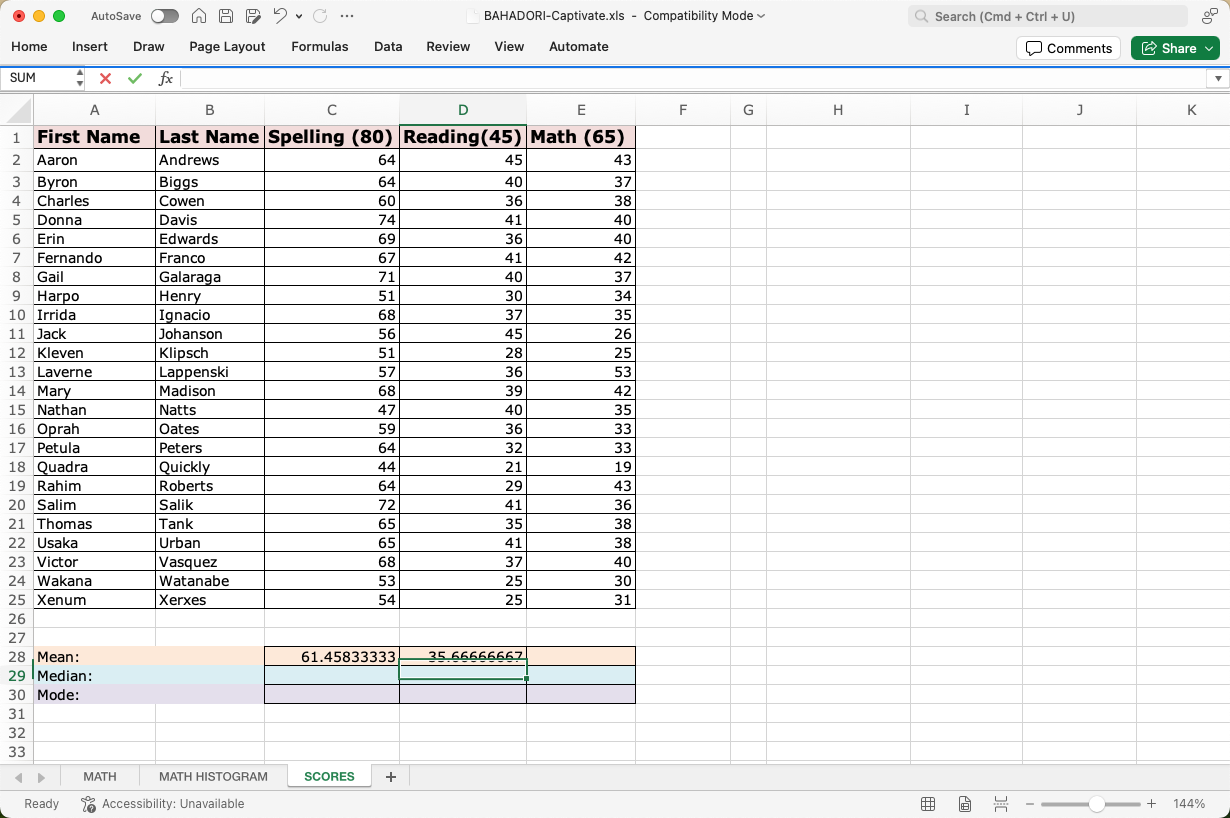 AutoSave BAHADORI-Captivate.xls - Compatibility Mode Search (Cmd + Ctrl + U)
Home Insert Draw Page Layout Formulas Data Review View Automate Comments Share
SUM fx
A B C D E F G H I J K
1 First Name Last Name Spelling (80) Reading(45) Math (65)
2 Aaron Andrews 64 45 43
3 Byron Biggs 64 40 37
4 Charles Cowen 60 36 38
5 Donna Davis 74 41 40
6 Erin Edwards 69 36 40
7 Fernando Franco 67 41 42
8 Gail Galaraga 71 40 37
9 Harpo Henry 51 30 34
10 Irrida Ignacio 68 37 35
11 Jack Johanson 56 45 26
12 Kleven Klipsch 51 28 25
13 Laverne Lappenski 57 36 53
14 Mary Madison 68 39 42
15 Nathan Natts 47 40 35
16 Oprah Oates 59 36 33
17 Petula Peters 64 32 33
18 Quadra Quickly 44 21 19
19 Rahim Roberts 64 29 43
20 Salim Salik 72 41 36
21 Thomas Tank 65 35 38
22 Usaka Urban 65 41 38
23 Victor Vasquez 68 37 40
24 Wakana Watanabe 53 25 30
25 Xenum Xerxes 54 25 31
26
27
28 Mean: 61.45833333 35.66666667
29 Median:
30 Mode:
31
32
33
MATH MATH HISTOGRAM SCORES +
Ready Accessibility: Unavailable - + 144%